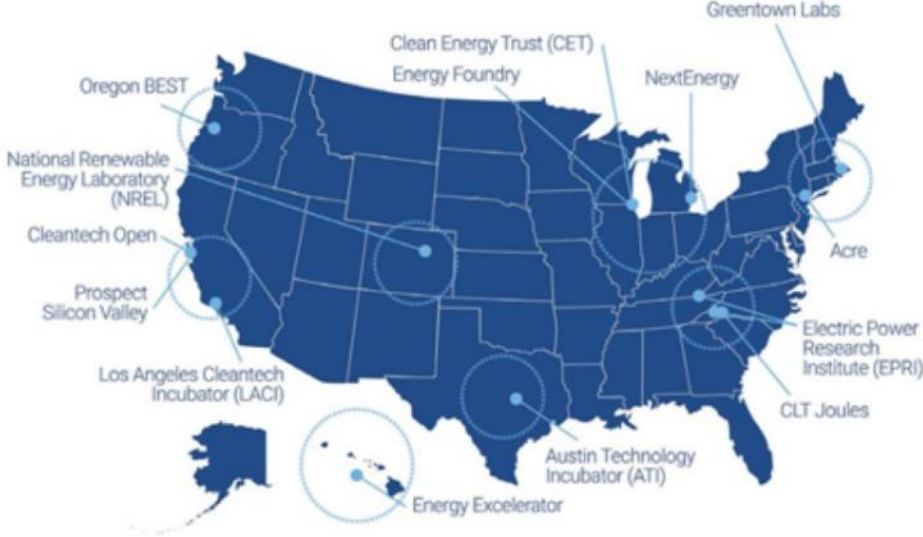 Greentown Labs
Clean Energy Trust (CET)
Energy Foundry
NextEnergy
Oregon BEST
National Renewable
Energy Laboratory
(NREL)
Cleantech Open
Prospect
Silicon Valley
Los Angeles Cleantech
Incubator (LACI)
Acre
Electric Power
Research
Institute (EPRI)
CLT Joules
Austin Technology
Incubator (ATI)
Energy Excelerator